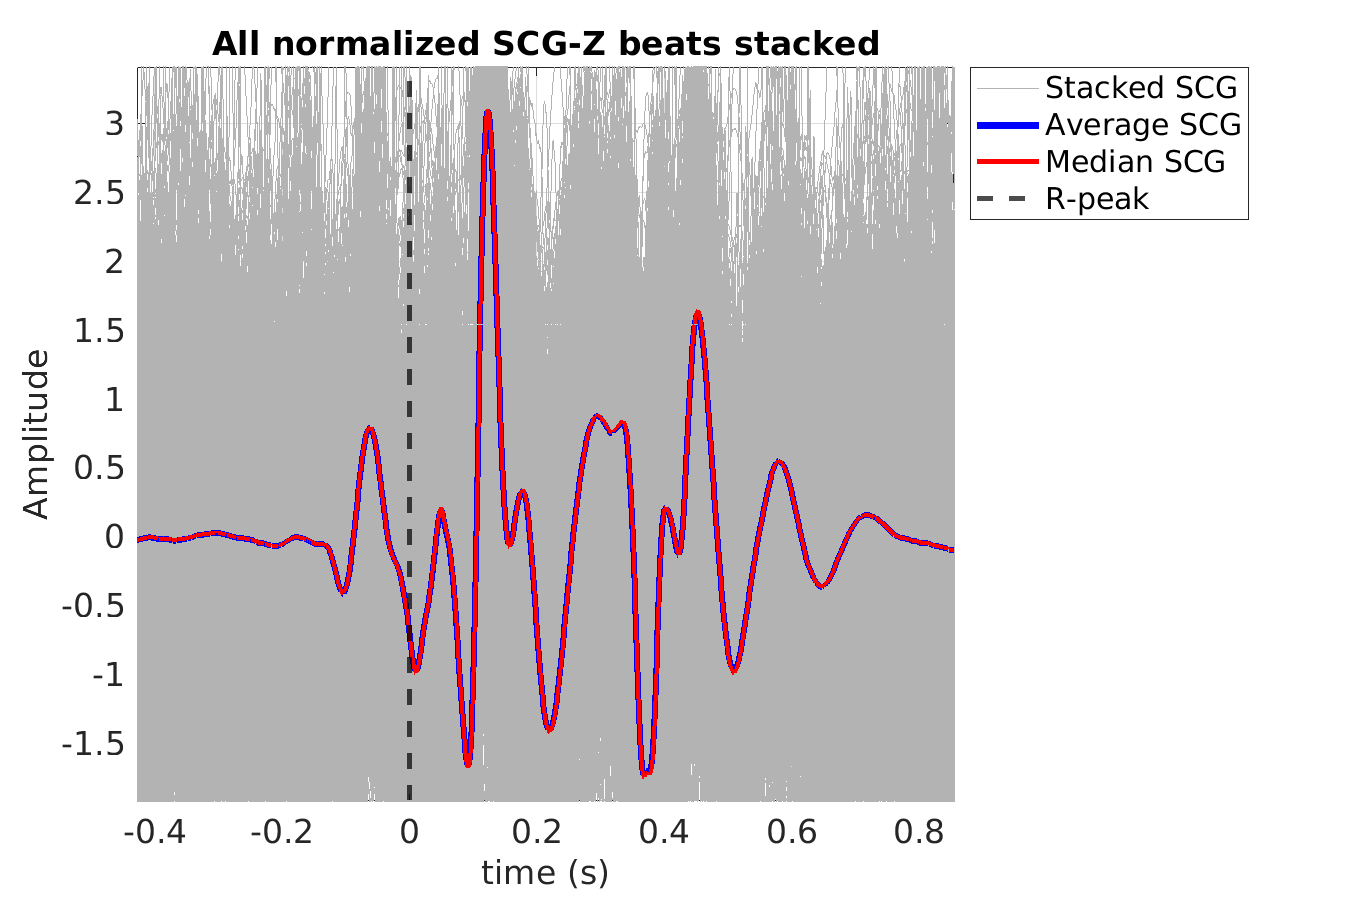 All normalized SCG-Z beats stacked
Stacked SCG
Average SCG
Median SCG
R-peak
3
2.5
2
1.5
1
0.5
0
-0.5
-1
-1.5
Amplitude
-0.4 -0.2 0 0.2 0.4 0.6 0.8
time (s)